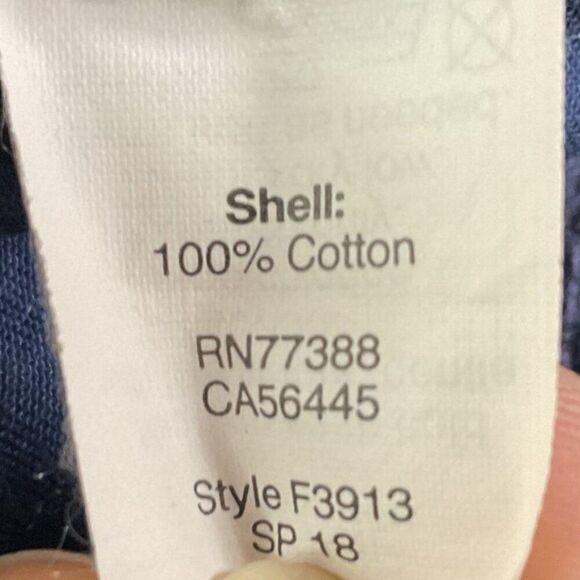 Shell:
100% Cotton
RN77388
CA56445
Style F3913
SP 18